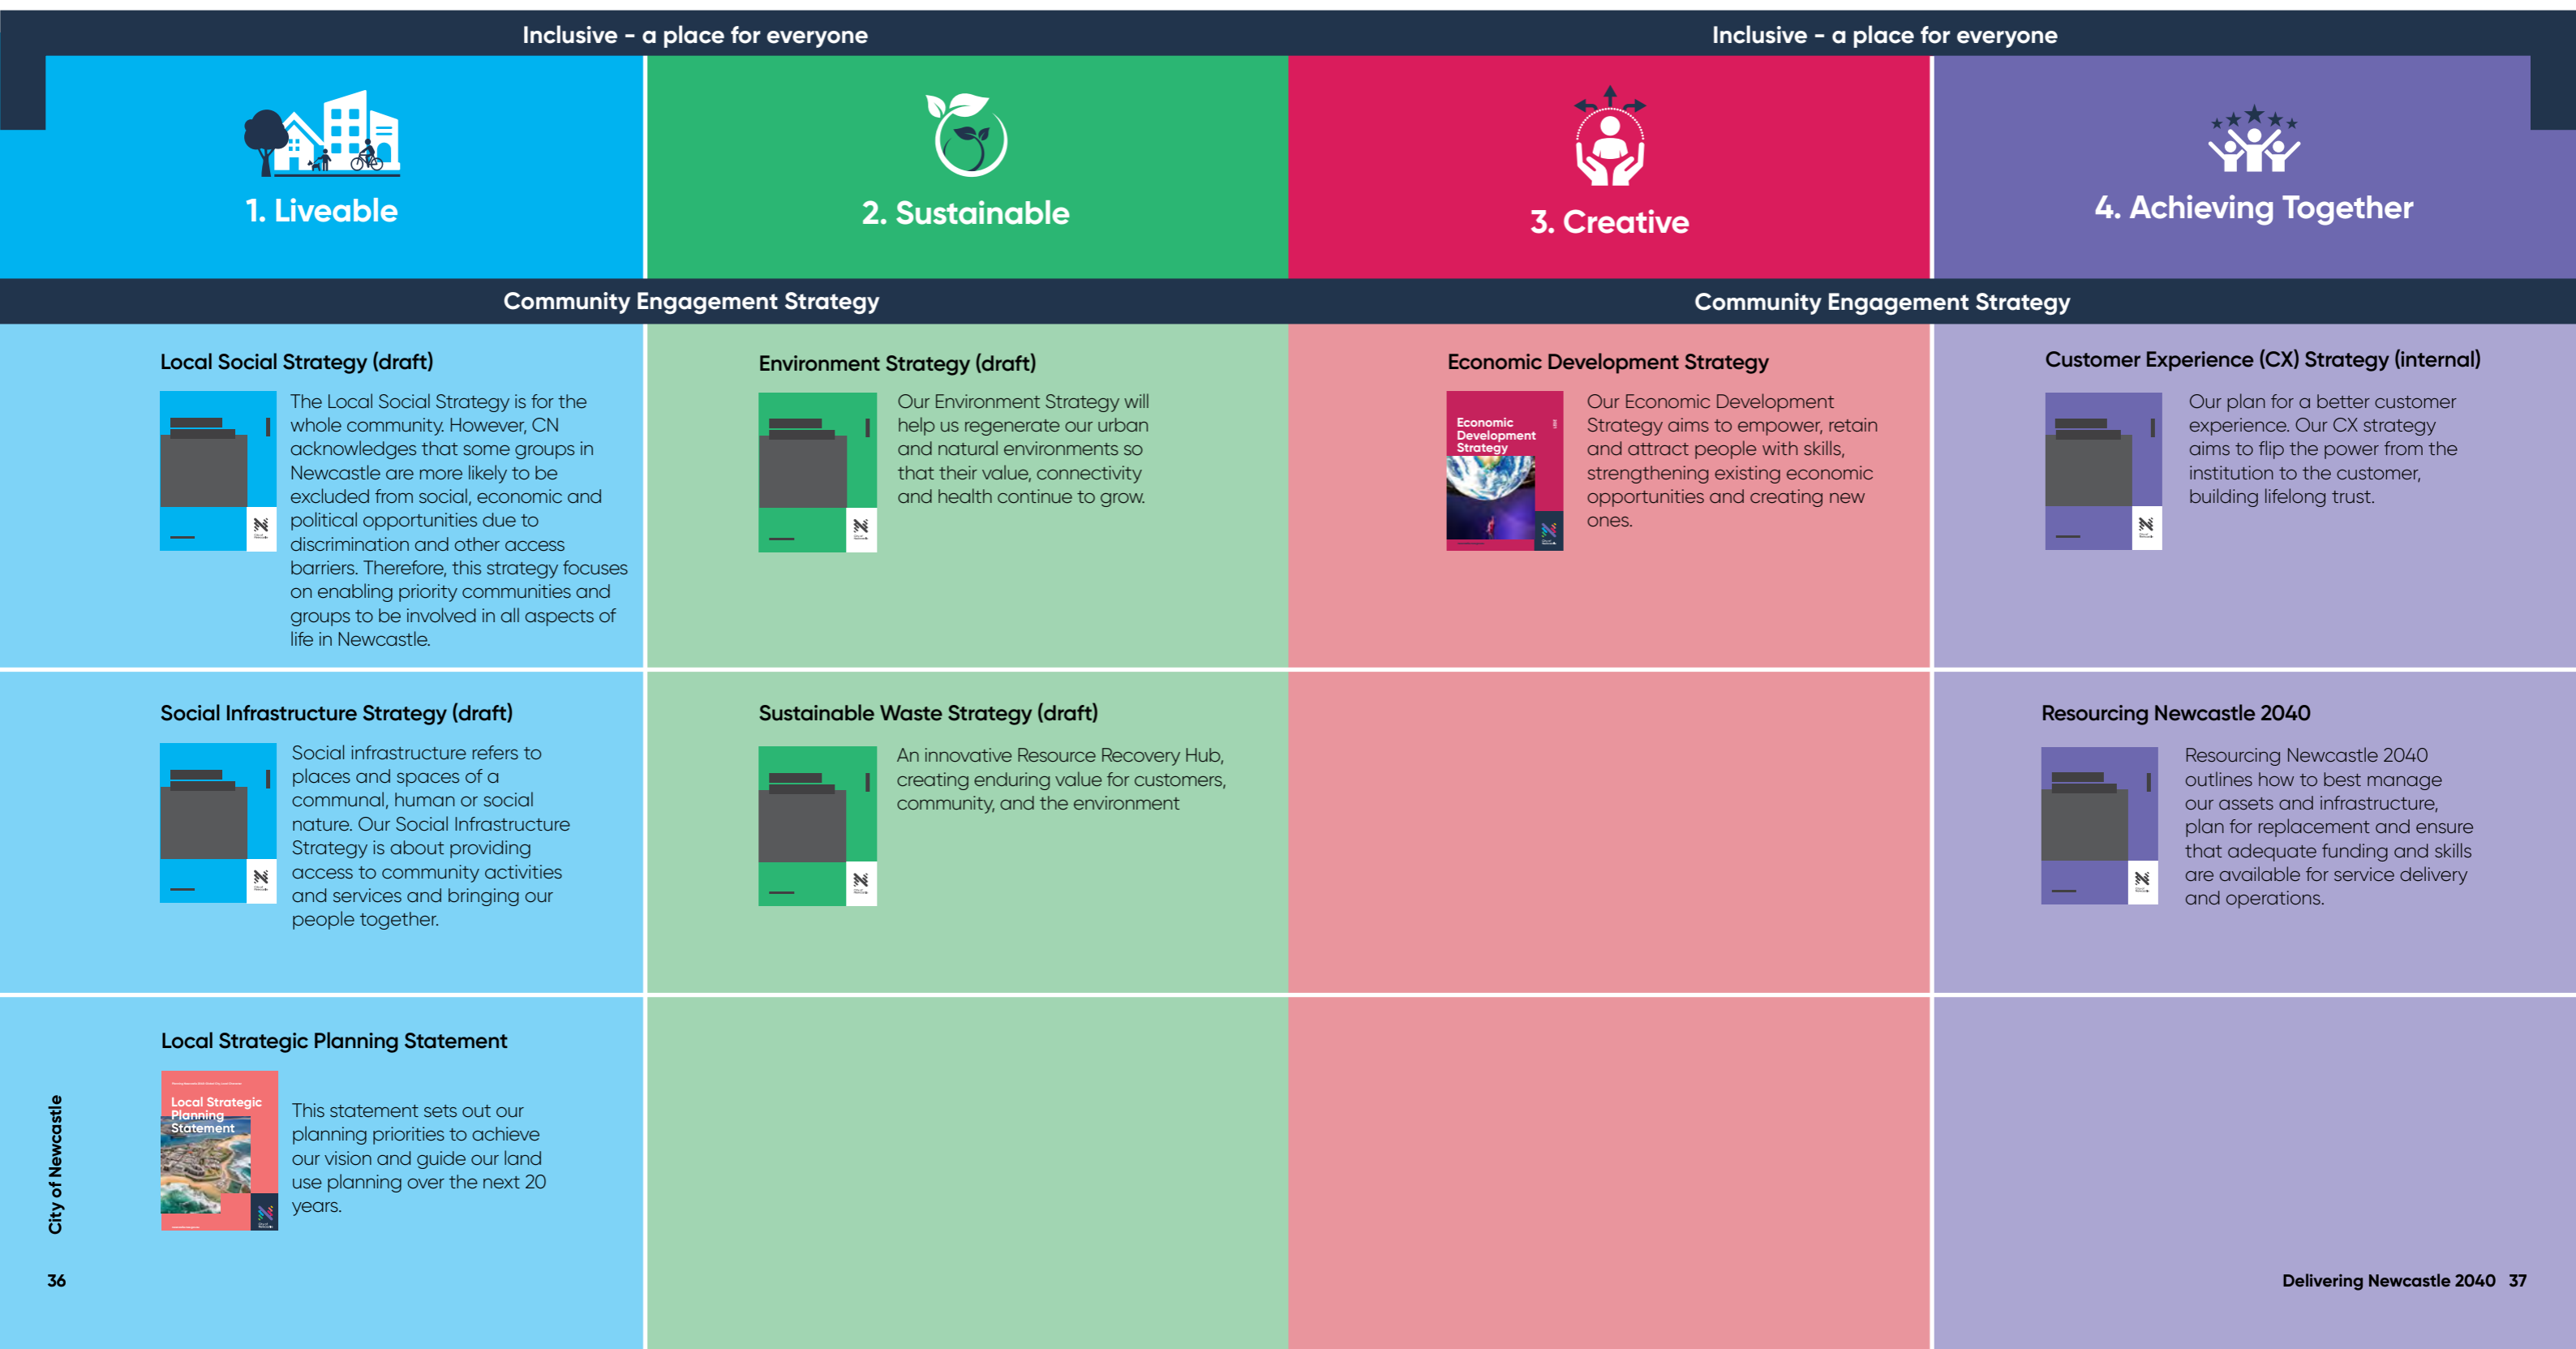 Inclusive - a place for everyone
Inclusive - a place for everyone
1. Liveable
2. Sustainable
3. Creative
4. Achieving Together
Community Engagement Strategy
Community Engagement Strategy
Local Social Strategy (draft)
The Local Social Strategy is for the
whole community. However, CN
acknowledges that some groups in
Newcastle are more likely to be
excluded from social, economic and
political opportunities due to
discrimination and other access
barriers. Therefore, this strategy focuses
on enabling priority communities and
groups to be involved in all aspects of
life in Newcastle.
Environment Strategy (draft)
Our Environment Strategy will
help us regenerate our urban
and natural environments so
that their value, connectivity
and health continue to grow.
Economic Development Strategy
Economic
Development
Strategy
Our Economic Development
Strategy aims to empower, retain
and attract people with skills,
strengthening existing economic
opportunities and creating new
ones.
Customer Experience (CX) Strategy (internal)
Our plan for a better customer
experience. Our CX strategy
aims to flip the power from the
institution to the customer,
building lifelong trust.
Social Infrastructure Strategy (draft)
Social infrastructure refers to
places and spaces of a
communal, human or social
nature. Our Social Infrastructure
Strategy is about providing
access to community activities
and services and bringing our
people together.
Sustainable Waste Strategy (draft)
An innovative Resource Recovery Hub,
creating enduring value for customers,
community, and the environment
Resourcing Newcastle 2040
Resourcing Newcastle 2040
outlines how to best manage
our assets and infrastructure,
plan for replacement and ensure
that adequate funding and skills
are available for service delivery
and operations.
Local Strategic Planning Statement
Local Strategic
Planning
Statement
This statement sets out our
planning priorities to achieve
our vision and guide our land
use planning over the next 20
years.
City of Newcastle
36
Delivering Newcastle 2040 37